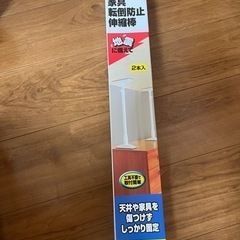 家具
転倒防止
伸縮棒
地震
に備えて
2本入
工具不要で
取付簡単
天井や家具を
傷つけず
しっかり固定